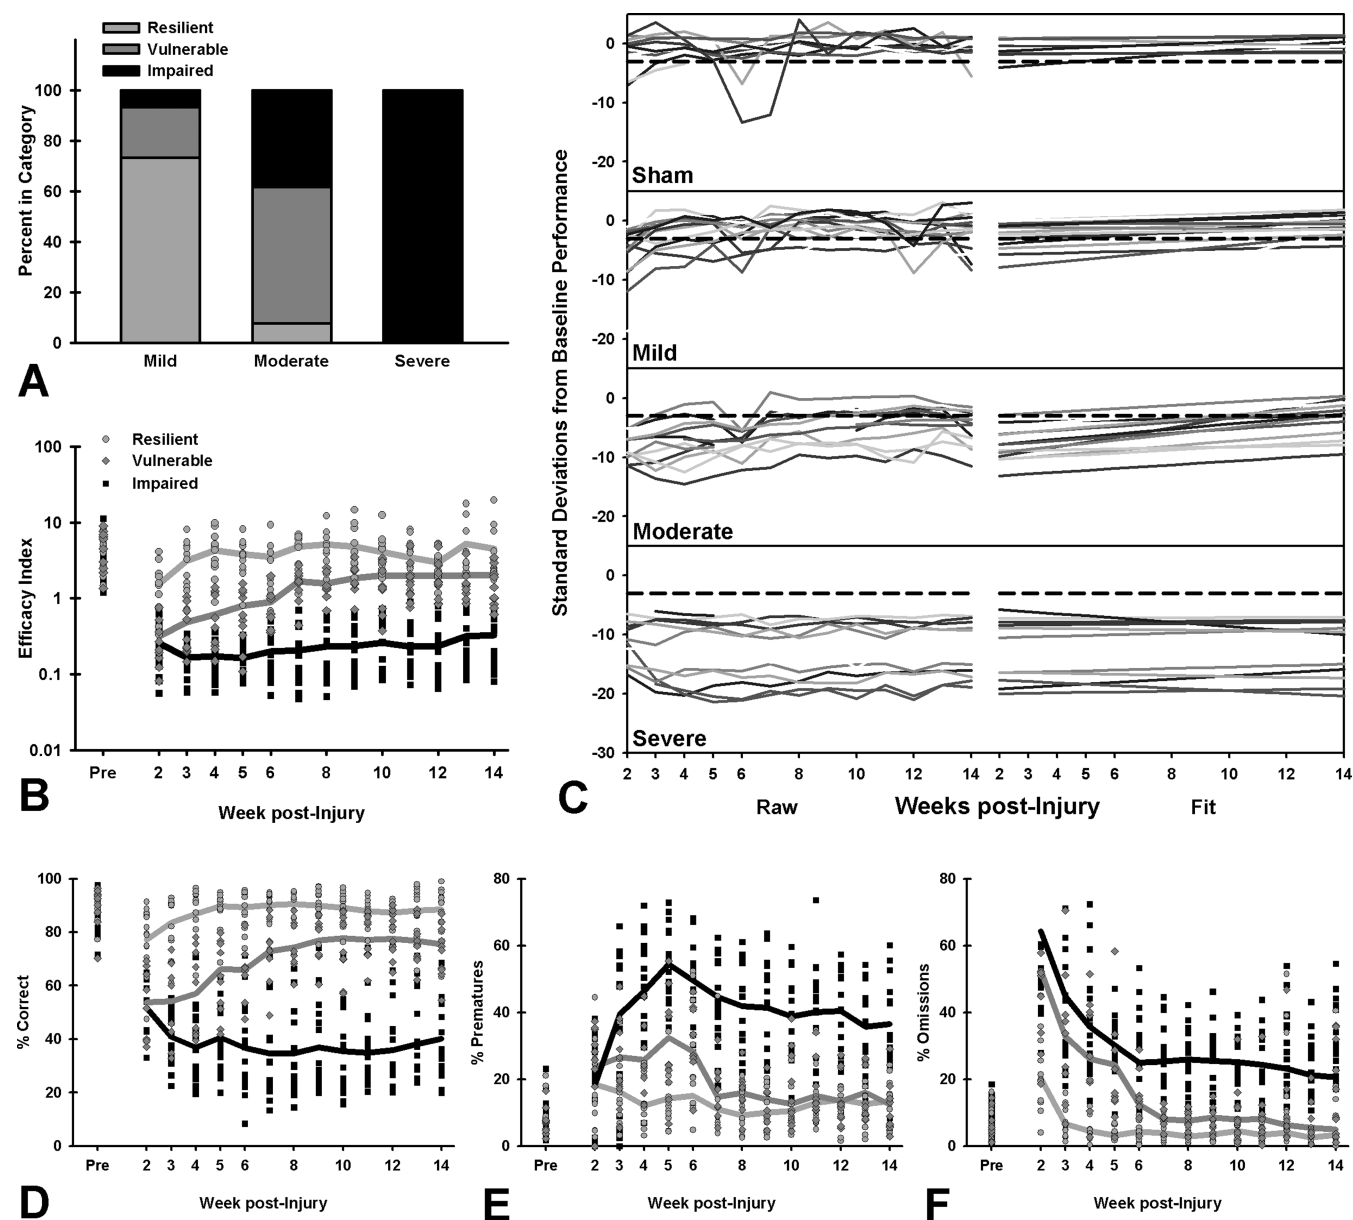 Resilient
Vulnerable
Impaired
Percent in Category
100
80
60
40
20
0
Mild
Moderate
Severe
A
Resilient
Vulnerable
Impaired
Efficacy Index
100
10
1
0.1
0.01
Pre 2 3 4 5 6 8 10 12 14
Week post-Injury
B
Standard Deviations from Baseline Performance
0
-10
-20
Sham
0
-10
-20
Mild
0
-10
-20
Moderate
0
-10
-20
-30
Severe
2 3 4 5 6 8 10 12 14 2 3 4 5 6 8 10 12 14
Raw Weeks post-Injury Fit
C
% Correct
100
80
60
40
20
0
Pre 2 3 4 5 6 8 10 12 14
Week post-Injury
D
% Prematures
80
60
40
20
0
Pre 2 3 4 5 6 8 10 12 14
Week post-Injury
E
% Omissions
80
60
40
20
0
Pre 2 3 4 5 6 8 10 12 14
Week post-Injury
F